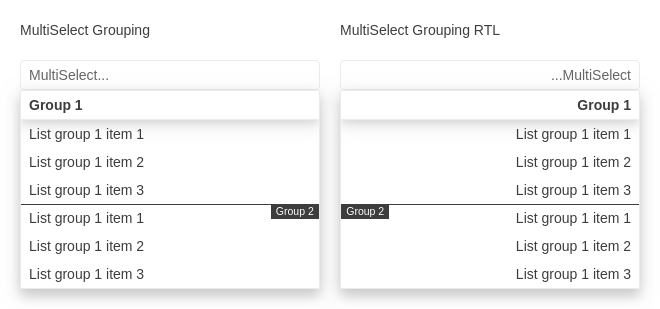 MultiSelect Grouping
MultiSelect...
Group 1
List group 1 item 1
List group 1 item 2
List group 1 item 3
Group 2
List group 1 item 1
List group 1 item 2
List group 1 item 3
MultiSelect Grouping RTL
...MultiSelect
Group 1
List group 1 item 1
List group 1 item 2
List group 1 item 3
Group 2
List group 1 item 1
List group 1 item 2
List group 1 item 3